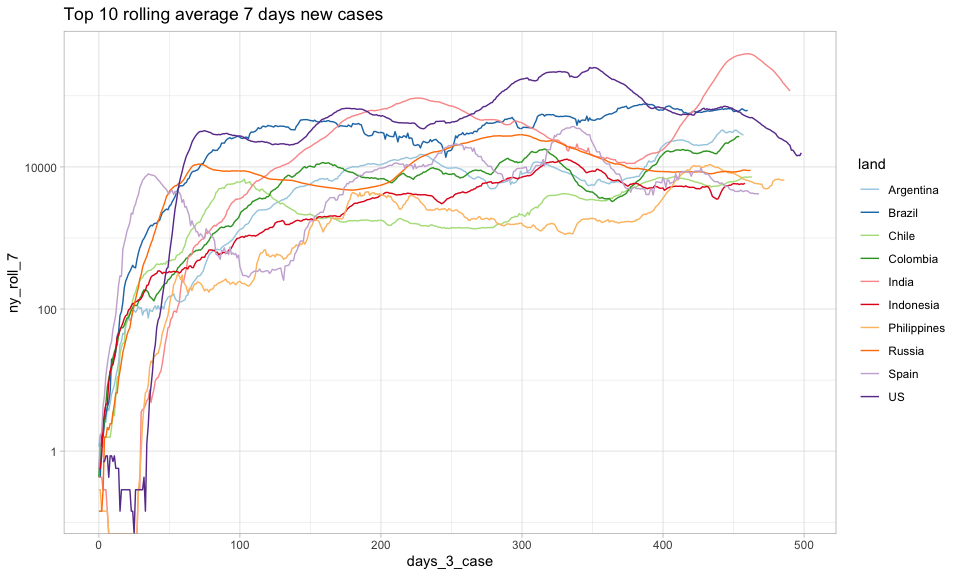 Top 10 rolling average 7 days new cases
ny_roll_7
10000
100
1
0
100
200
300
400
500
days_3_case
land
Argentina
Brazil
Chile
Colombia
India
Indonesia
Philippines
Russia
Spain
US